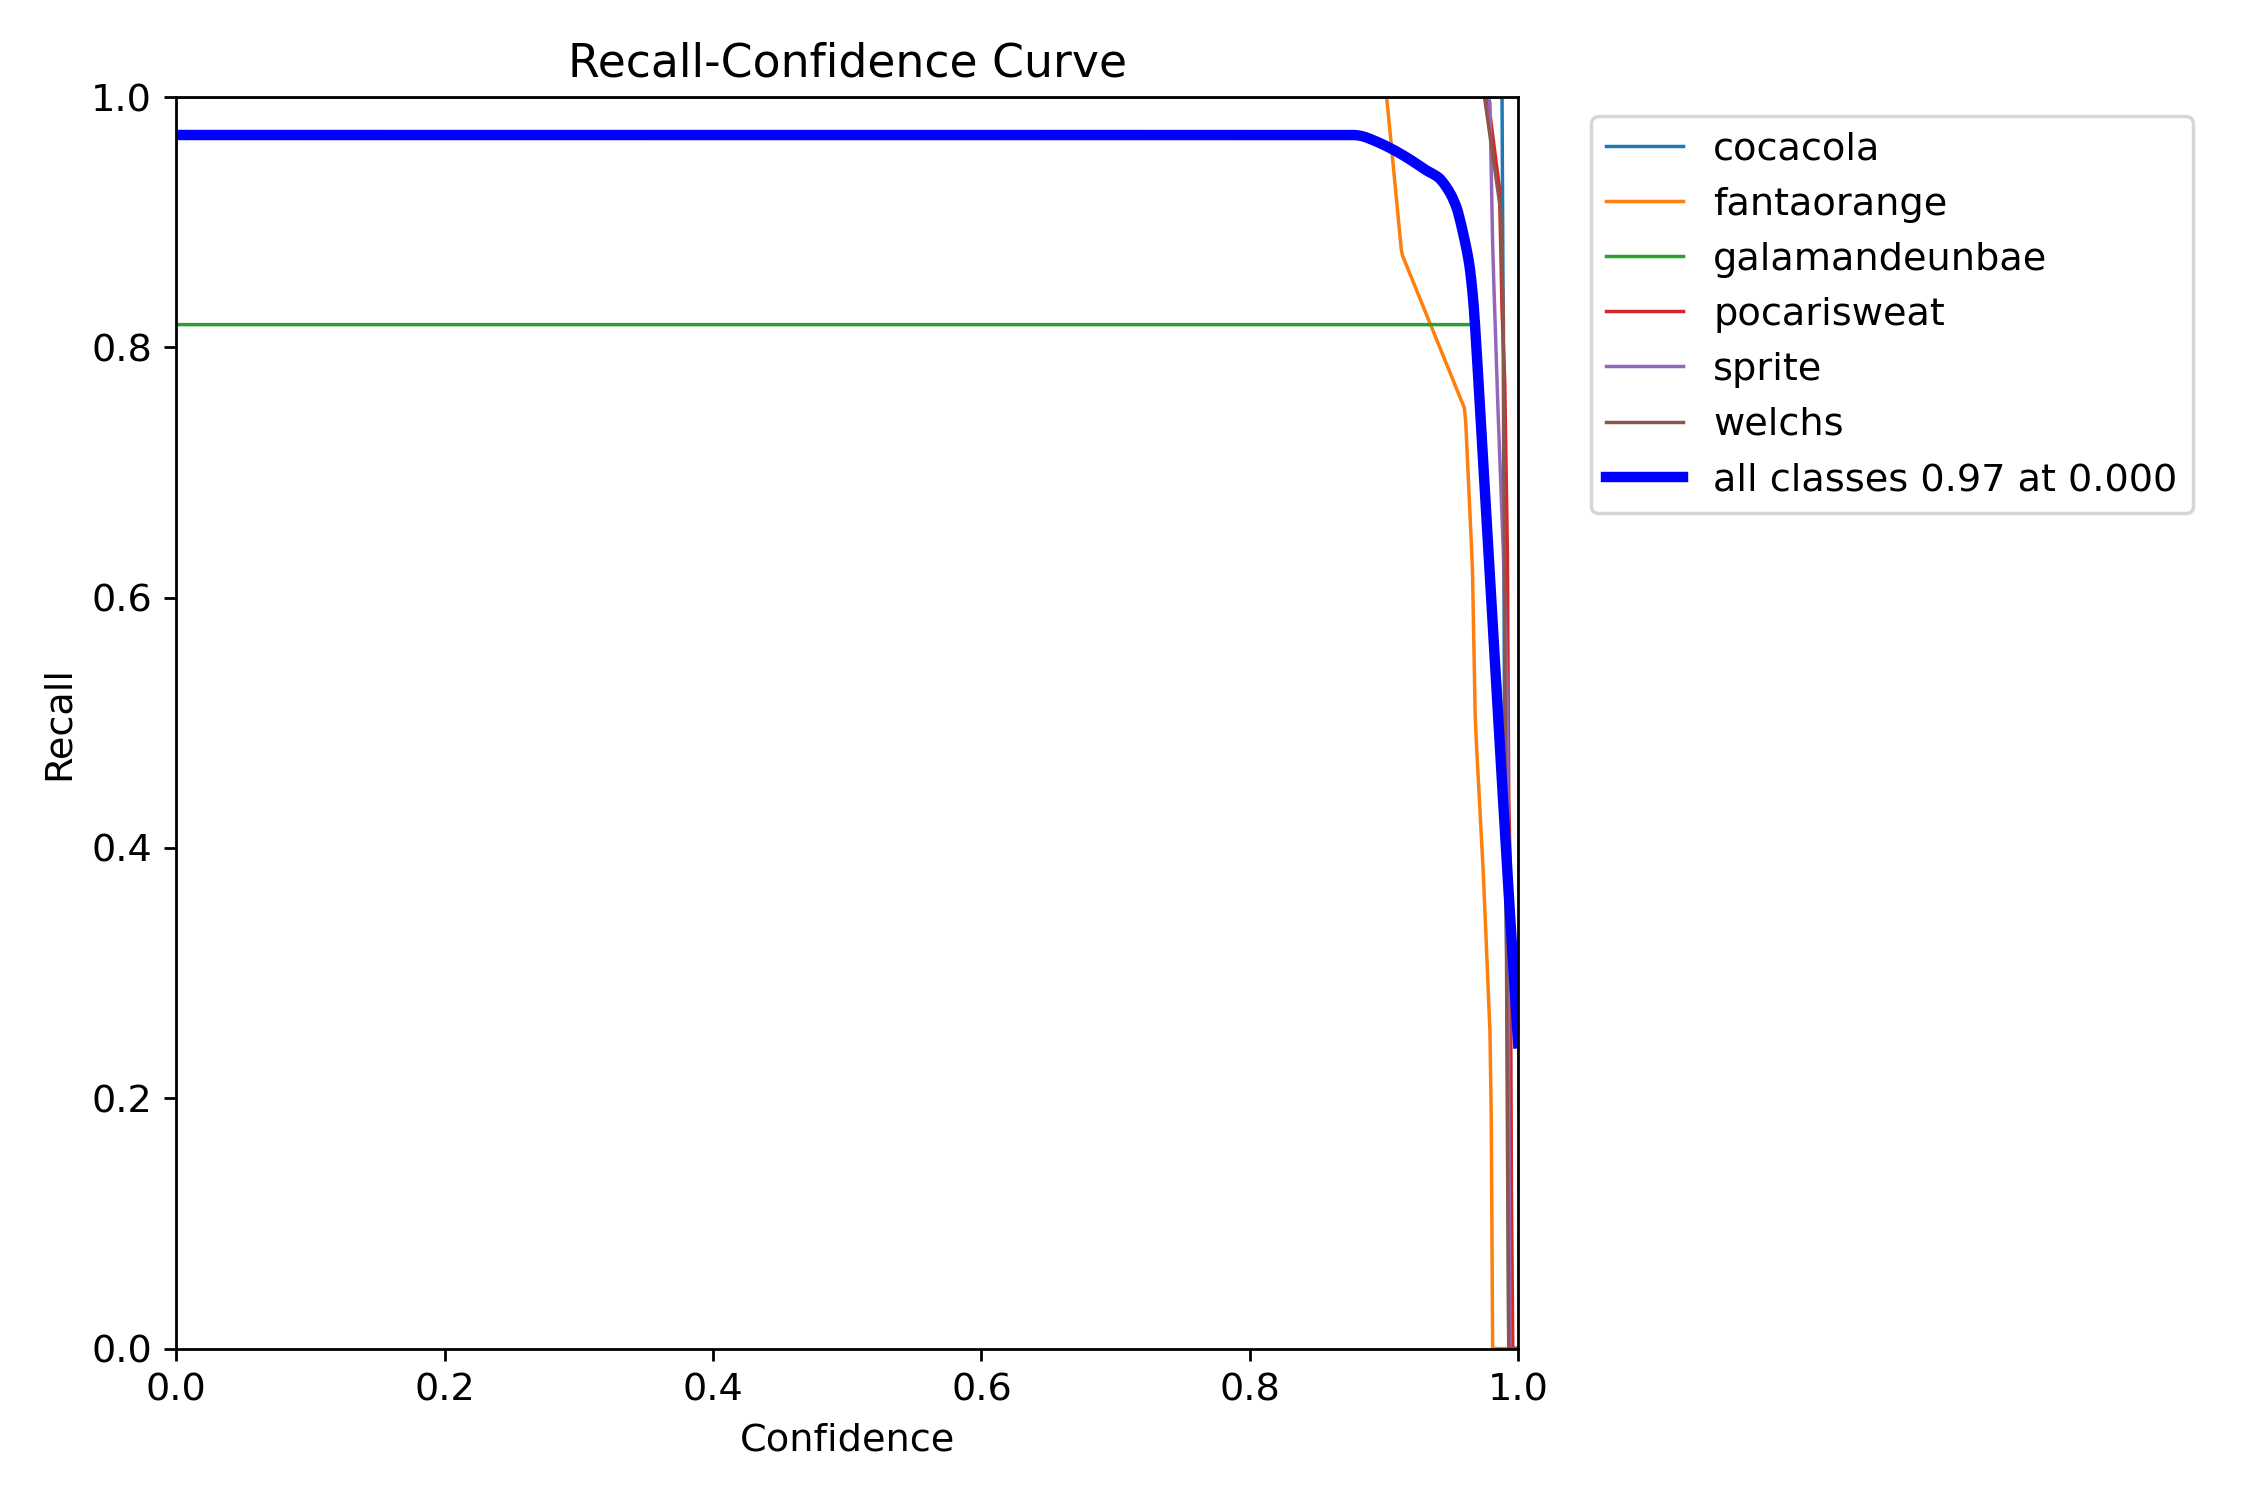 Recall-Confidence Curve
1.0
0.8
0.6
0.4
0.2
0.0
Recall
0.0 0.2 0.4 0.6 0.8 1.0
Confidence
cocacola
fantaorange
galamandeunbae
pocarisweat
sprite
welchs
all classes 0.97 at 0.000